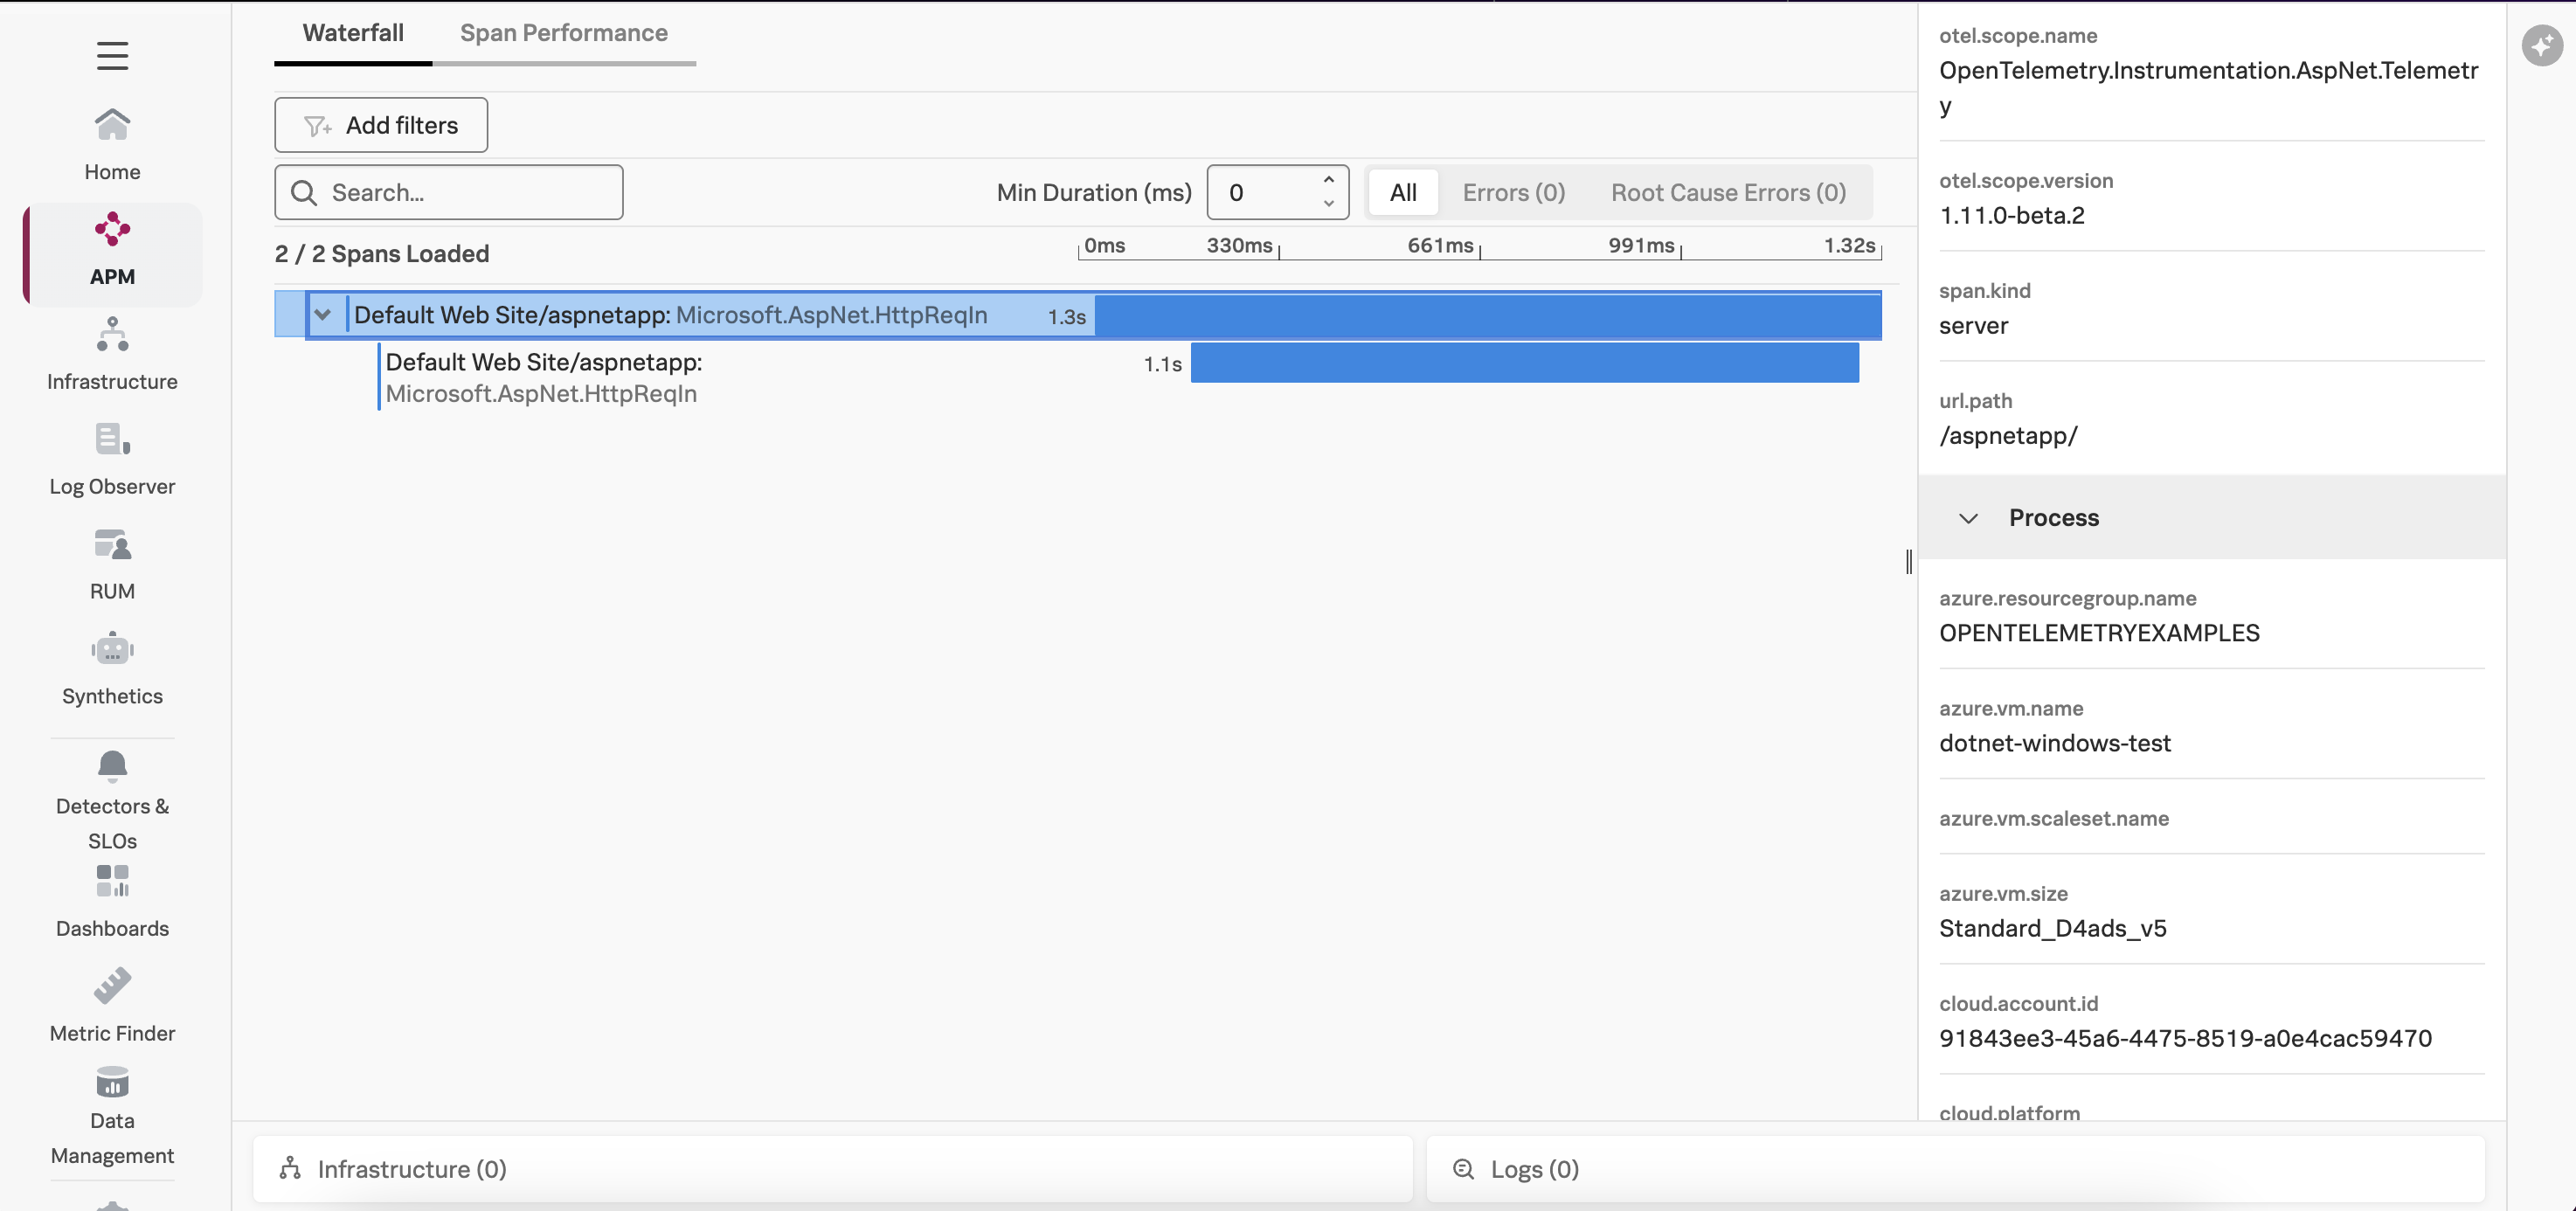 Home
APM
Infrastructure
Log Observer
RUM
Synthetics
Detectors &
SLOs
Dashboards
Metric Finder
Data
Management
Waterfall
Span Performance
Add filters
Search...
Min Duration (ms)
0
All
Errors (0)
Root Cause Errors (0)
2 / 2 Spans Loaded
0ms
330ms
661ms
991ms
1.32s
Default Web Site/aspnetapp: Microsoft.AspNet.HttpReqIn
1.3s
Default Web Site/aspnetapp:
Microsoft.AspNet.HttpReqIn
1.1s
Infrastructure (0)
Logs (0)
otel.scope.name
OpenTelemetry.Instrumentation.AspNet.Telemetr
y
otel.scope.version
1.11.0-beta.2
span.kind
server
url.path
/aspnetapp/
Process
azure.resourcegroup.name
OPENTELEMETRYEXAMPLES
azure.vm.name
dotnet-windows-test
azure.vm.scaleset.name
azure.vm.size
Standard_D4ads_v5
cloud.account.id
91843ee3-45a6-4475-8519-a0e4cac59470
cloud.platform